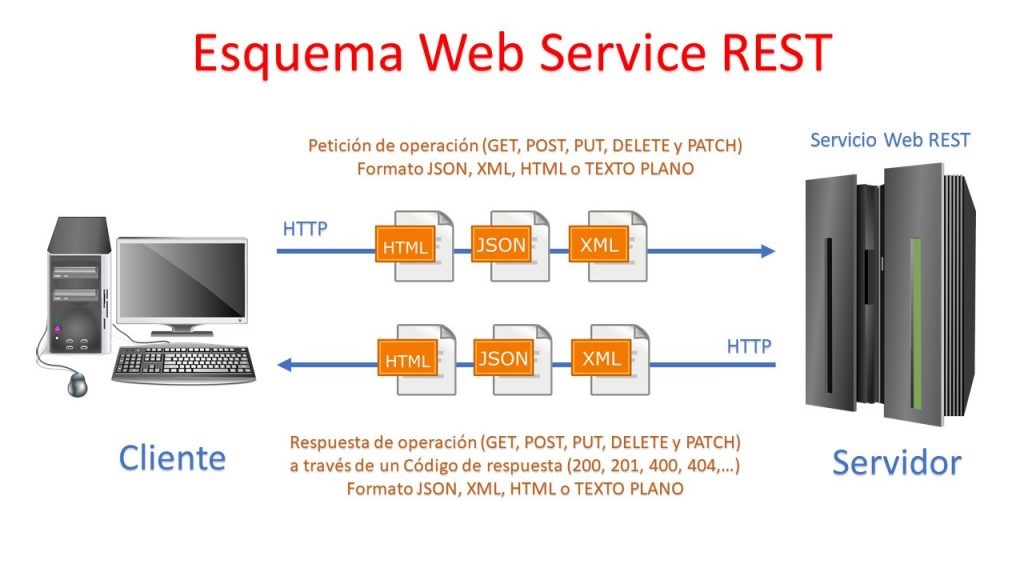 Esquema Web Service REST
Petición de operación (GET, POST, PUT, DELETE y PATCH)
Formato JSON, XML, HTML o TEXTO PLANO
Servicio Web REST
HTTP
HTML
JSON
XML
HTML
JSON
XML
HTTP
Cliente
Respuesta de operación (GET, POST, PUT, DELETE y PATCH)
a través de un Código de respuesta (200, 201, 400, 404,...)
Formato JSON, XML, HTML o TEXTO PLANO
Servidor